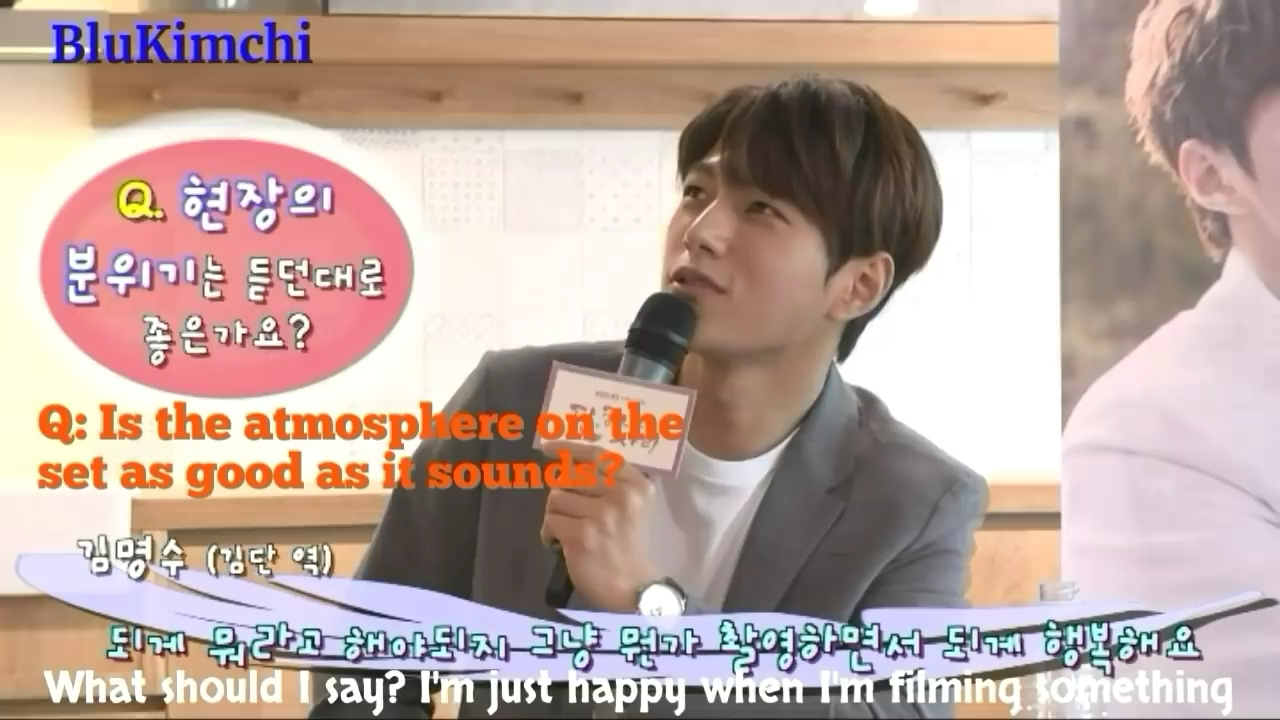 BluKimchi
Q. 현장의
분위기는 듣던대로
좋은가요?
Q: Is the atmosphere on the
set as good as it sounds?
김명수 (김단 역)
되게 뭐라고 해야되지 그냥 뭔가 촬영하면서 되게 행복해요
What should I say? I'm just happy when I'm filming something